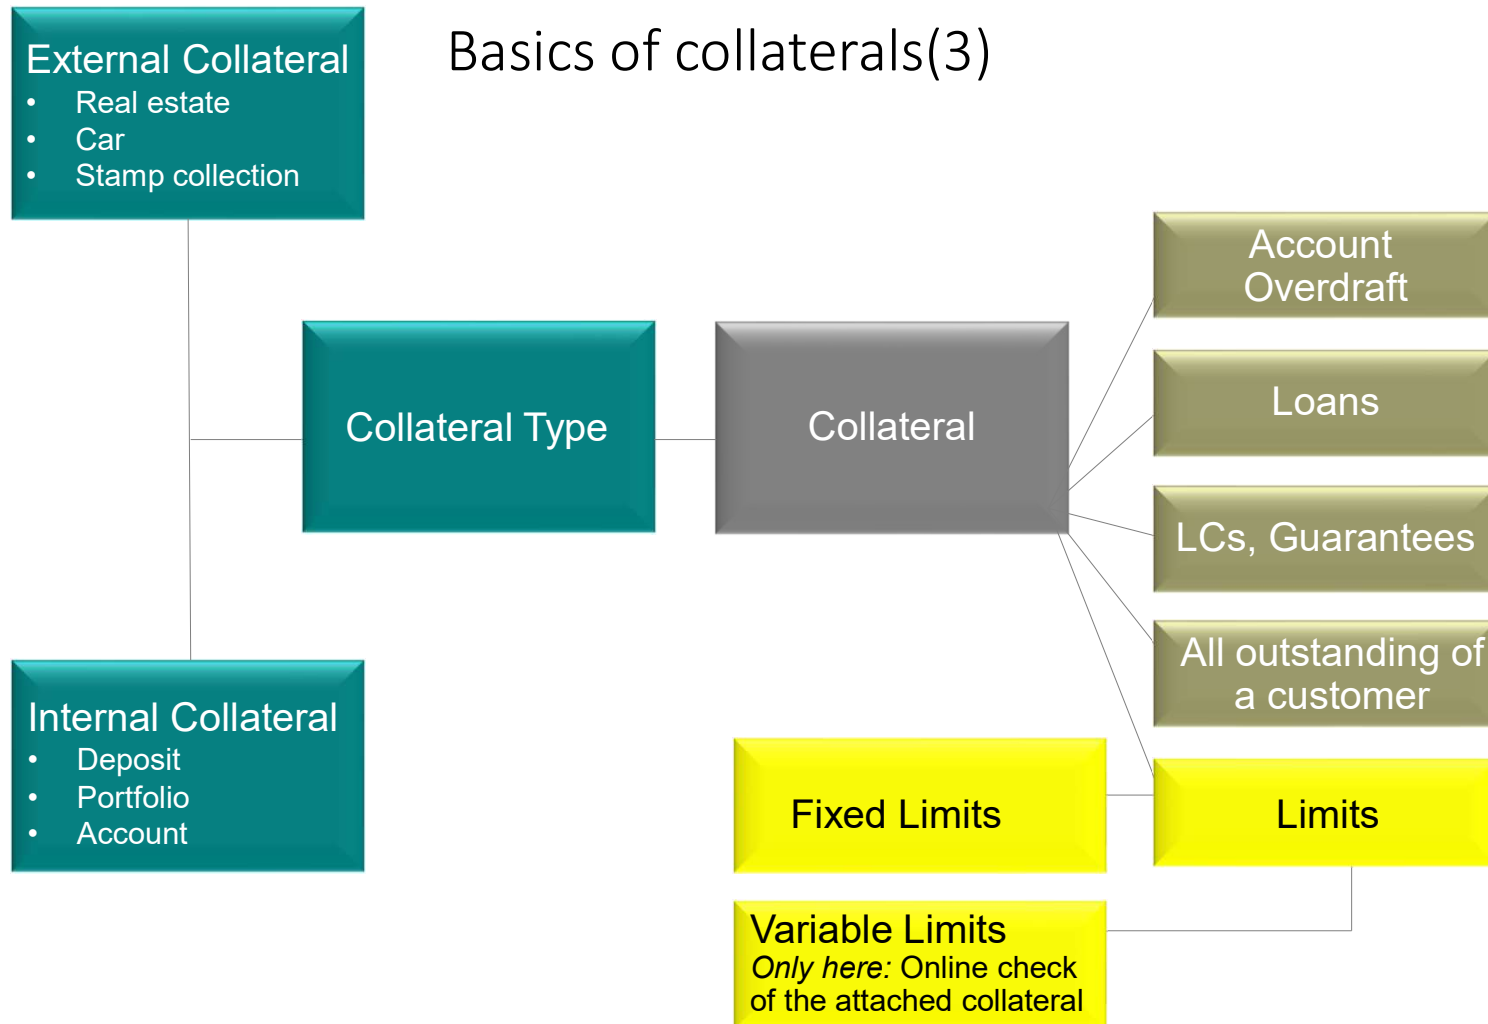 Basics of collaterals(3)
External Collateral
• Real estate
• Car
• Stamp collection
Account
Overdraft
Loans
Collateral Type
Collateral
LCs, Guarantees
All outstanding of
a customer
Internal Collateral
• Deposit
• Portfolio
• Account
Fixed Limits
Limits
Variable Limits
Only here: Online check
of the attached collateral